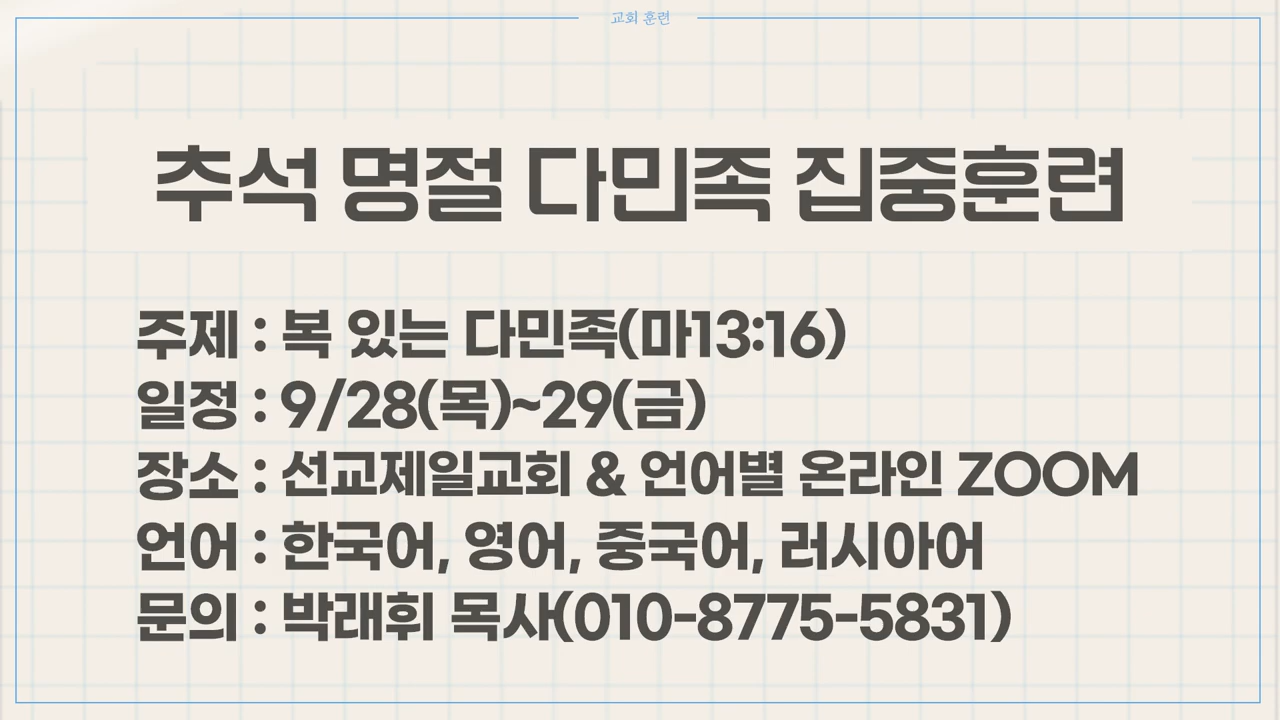 교회 훈련
추석 명절 다민족 집중훈련
주제 : 복 있는 다민족(마13:16)
일정 : 9/28(목)~29(금)
장소 : 선교제일교회 & 언어별 온라인 ZOOM
언어 : 한국어, 영어, 중국어, 러시아어
문의 : 박래휘 목사(010-8775-5831)